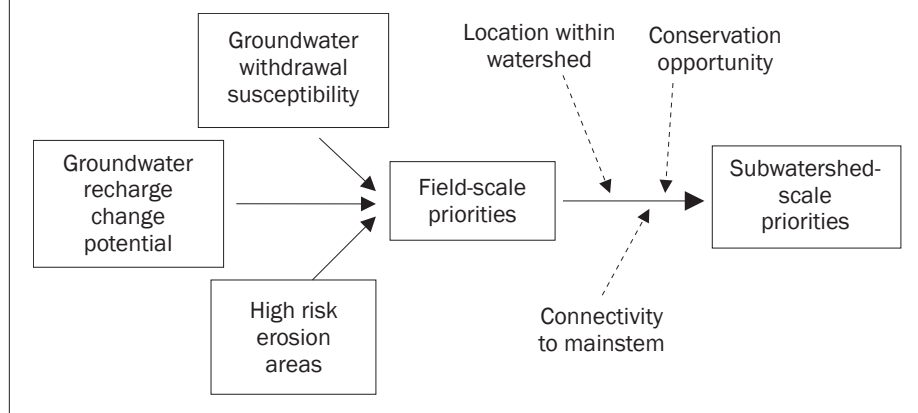 Groundwater
withdrawal
susceptibility
Groundwater
recharge
change
potential
High risk
erosion
areas
Field-scale
priorities
Location within
watershed
Conservation
opportunity
Connectivity
to mainstem
Subwatershed-
scale
priorities